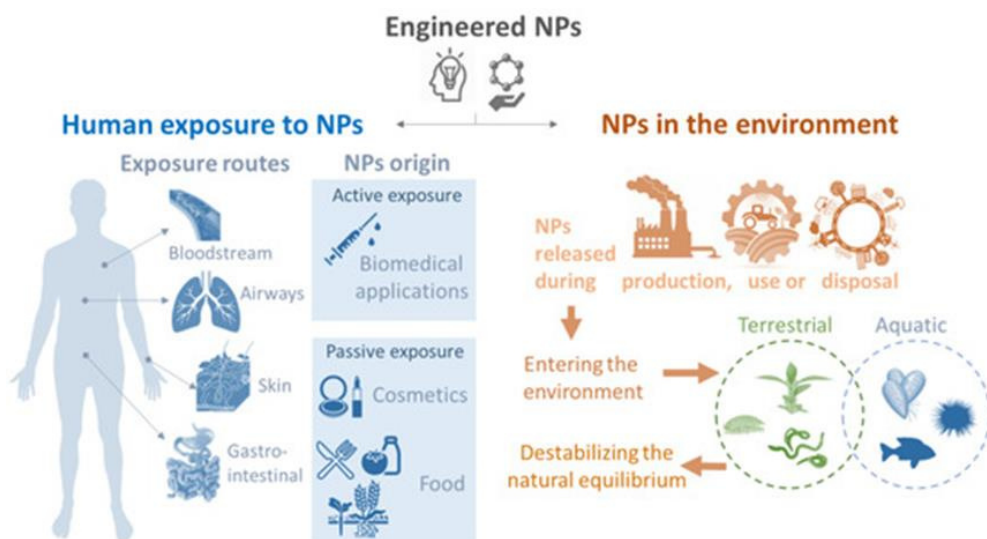 Engineered NPs
Human exposure to NPs
Exposure routes
Bloodstream
Airways
Skin
Gastro-
intestinal
NPs origin
Active exposure
Biomedical
applications
Passive exposure
Cosmetics
Food
NPs in the environment
NPs
released
during production, use or disposal
Entering the
environment
Terrestrial
Aquatic
Destabilizing the
natural equilibrium